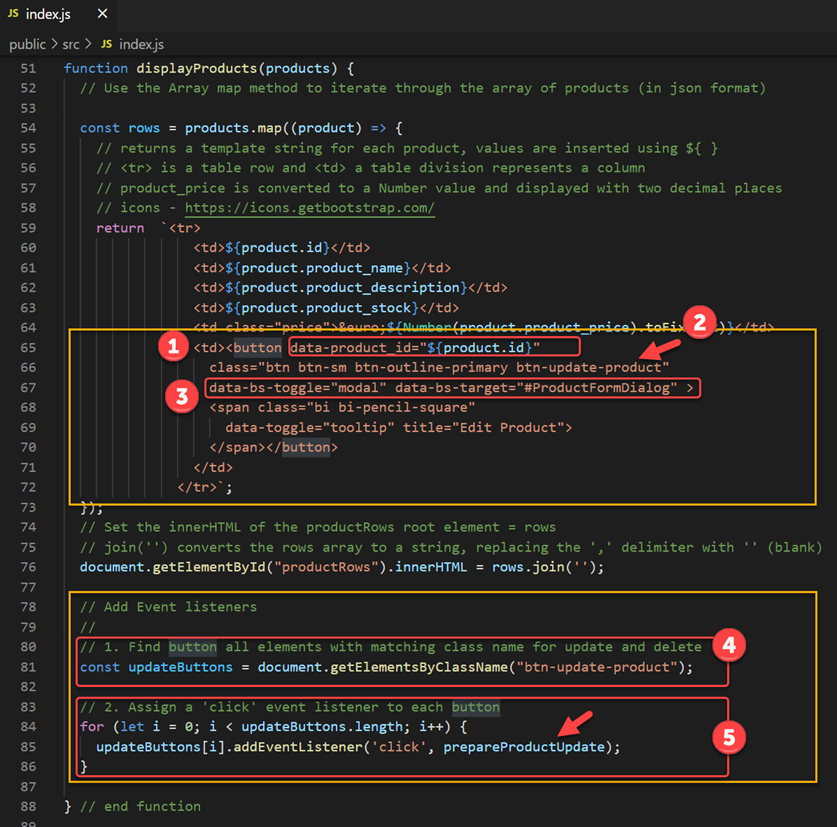 JS index.js ×
public > src > JS index.js
51 function displayProducts(products) {
52 // Use the Array map method to iterate through the array of products (in json format)
53
54 const rows = products.map((product) => {
55 // returns a template string for each product, values are inserted using ${ }
56 // <tr> is a table row and <td> a table division represents a column
57 // product_price is converted to a Number value and displayed with two decimal places
58 // icons - https://icons.getbootstrap.com/
59 return `<tr>
60 <td>${product.id}</td>
61 <td>${product.product_name}</td>
62 <td>${product.product_description}</td>
63 <td>${product.product_stock}</td>
64 <td class="price">&euro;${Number(product.product_price).toFix )}</td>
2
1
65 <td><button data-product_id="${product.id}"
66 class="btn btn-sm btn-outline-primary btn-update-product"
3
67 data-bs-toggle="modal" data-bs-target="#ProductFormDialog" >
68 <span class="bi bi-pencil-square"
69 data-toggle="tooltip" title="Edit Product">
70 </span></button>
71 </td>
72 </tr>`;
73 });
74 // Set the innerHTML of the productRows root element = rows
75 // join('') converts the rows array to a string, replacing the ',' delimiter with '' (blank)
76 document.getElementById("productRows").innerHTML = rows.join('');
77
78 // Add Event listeners
79 //
80 // 1. Find button all elements with matching class name for update and delete
4
81 const updateButtons = document.getElementsByClassName("btn-update-product");
82
83 // 2. Assign a 'click' event listener to each button
84 for (let i = 0; i < updateButtons.length; i++) {
5
85 updateButtons[i].addEventListener('click', prepareProductUpdate);
86 }
87
88 } // end function
89